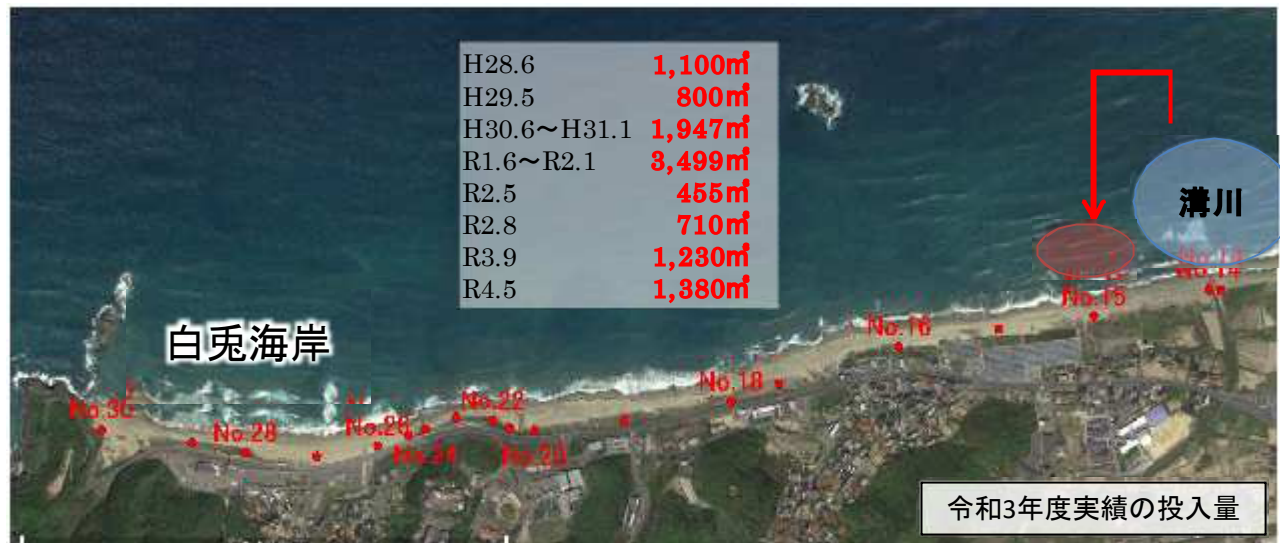 H28.6 1,100㎥
H29.5 800㎥
H30.6～H31.1 1,947㎥
R1.6～R2.1 3,499㎥
R2.5 455㎥
R2.8 710㎥
R3.9 1,230㎥
R4.5 1,380㎥
溝川
No.14
No.15
No.16
No.18
白兎海岸
No.22
No.30
No.28
No.26
No.24
No.20
令和3年度実績の投入量